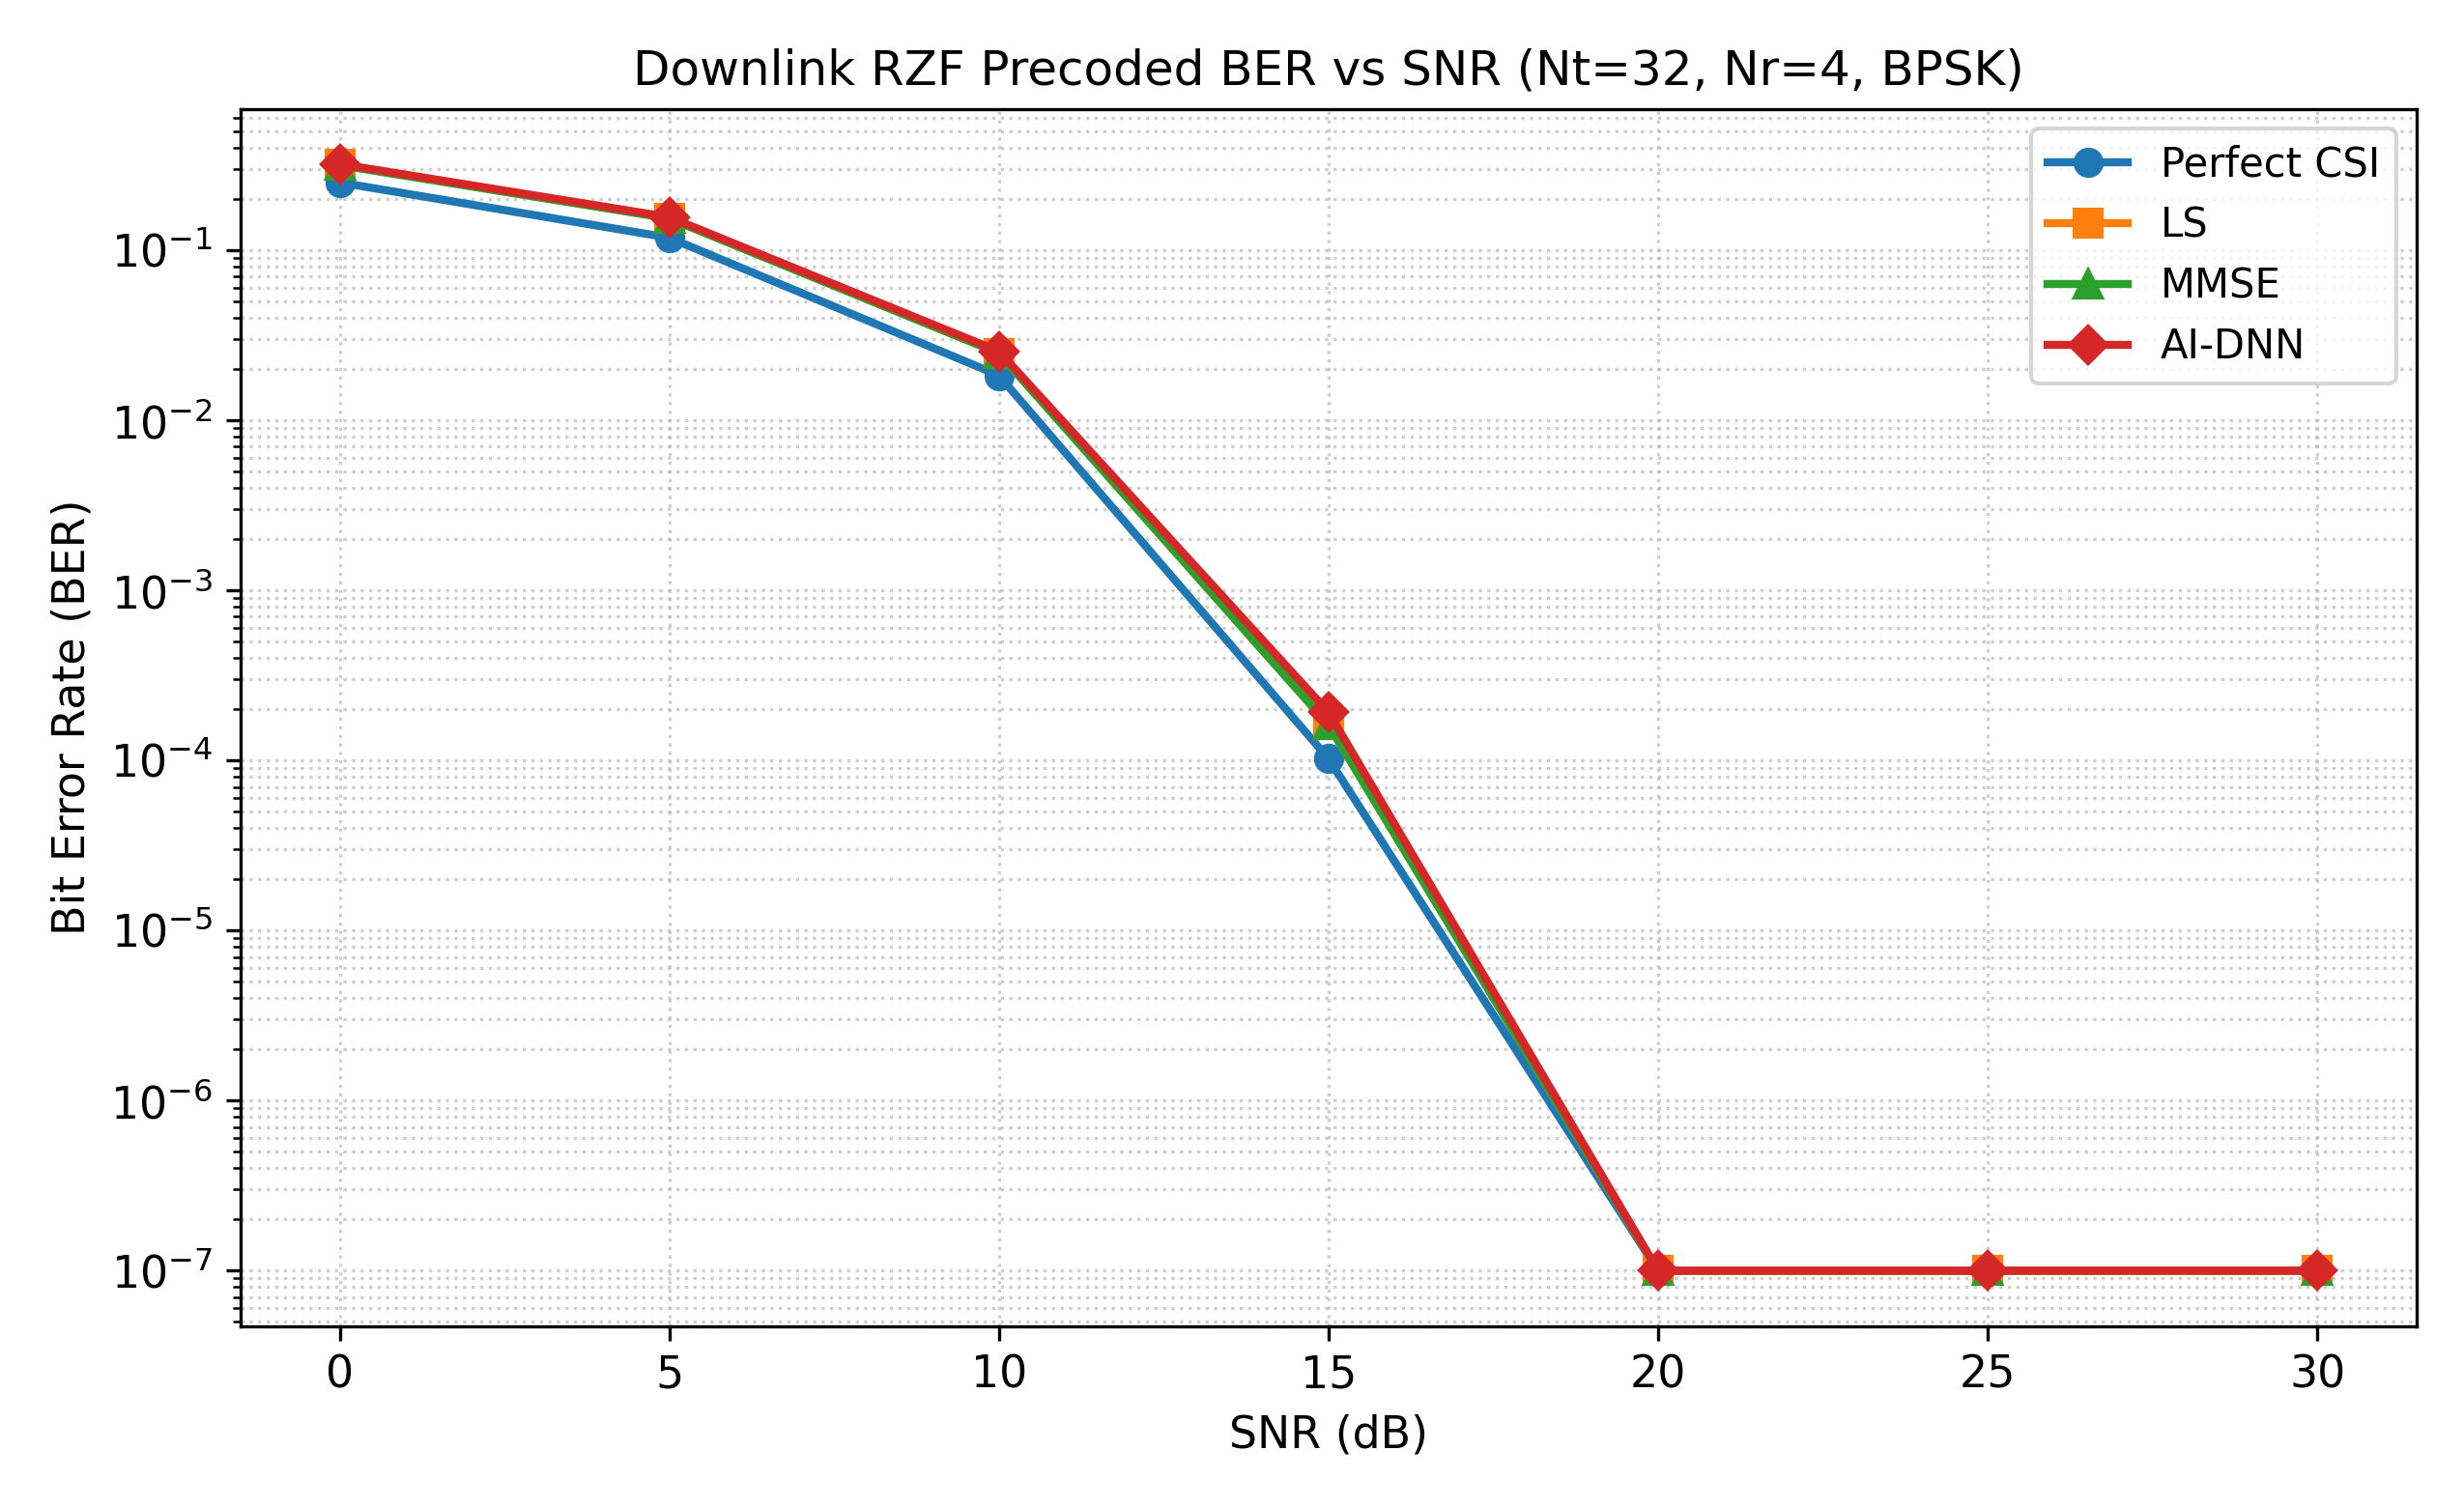 Downlink RZF Precoded BER vs SNR (Nt=32, Nr=4, BPSK)
Perfect CSI
LS
MMSE
AI-DNN
Bit Error Rate (BER)
10⁻¹
10⁻²
10⁻³
10⁻⁴
10⁻⁵
10⁻⁶
10⁻⁷
0 5 10 15 20 25 30
SNR (dB)